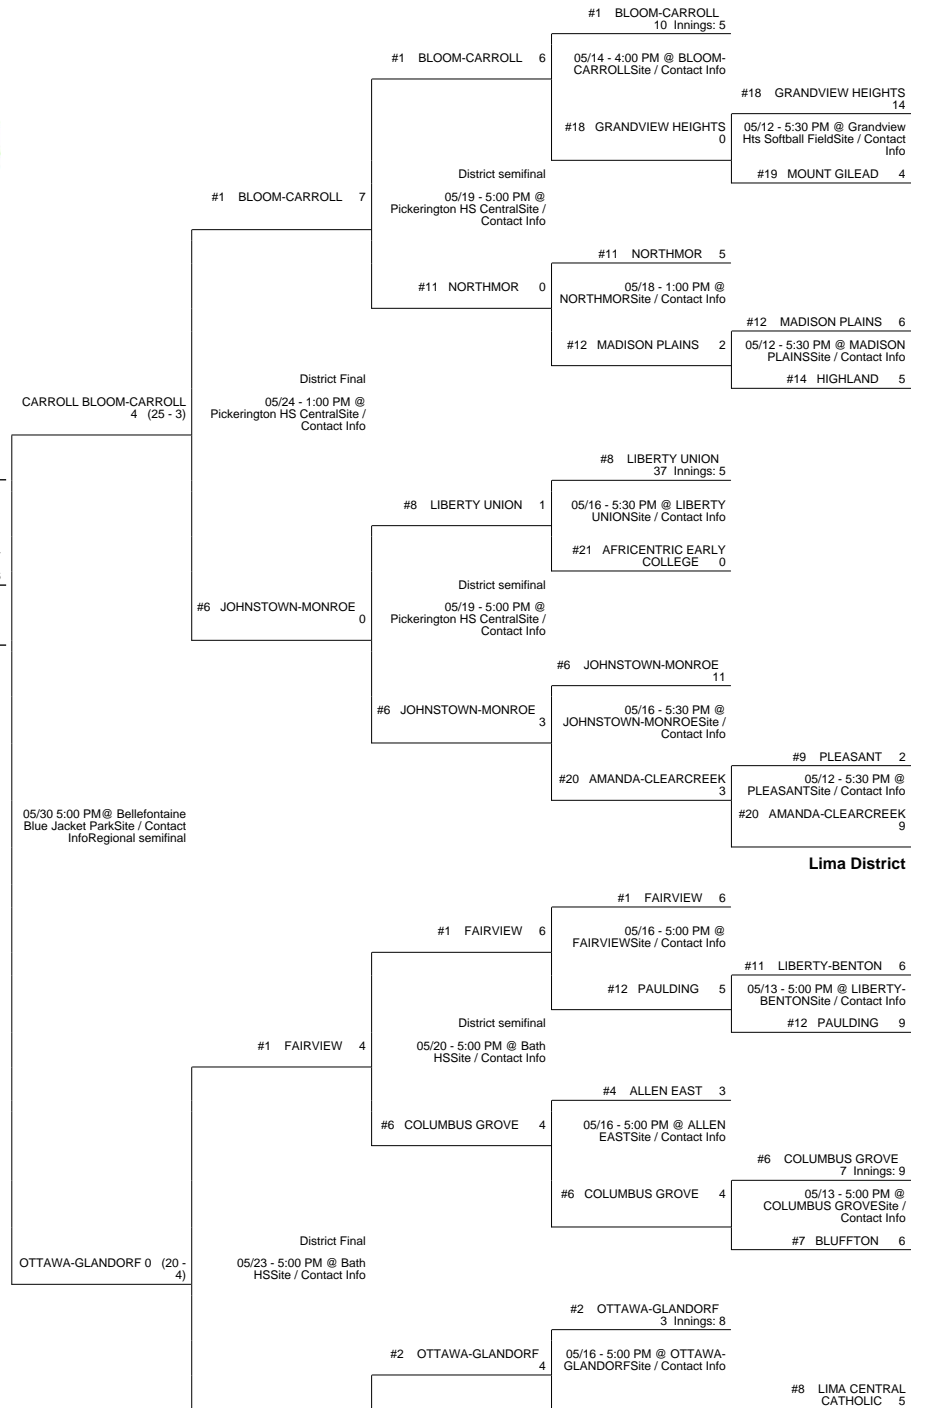 #1 BLOOM-CARROLL
10 Innings: 5
#1 BLOOM-CARROLL 6
05/14 - 4:00 PM @ BLOOM-
CARROLLSite / Contact Info
#18 GRANDVIEW HEIGHTS
14
#18 GRANDVIEW HEIGHTS
0
05/12 - 5:30 PM @ Grandview
Hts Softball FieldSite / Contact
Info
#19 MOUNT GILEAD 4
District semifinal
#1 BLOOM-CARROLL 7
05/19 - 5:00 PM @
Pickerington HS CentralSite /
Contact Info
#11 NORTHMOR 5
#11 NORTHMOR 0
05/18 - 1:00 PM @
NORTHMORSite / Contact Info
#12 MADISON PLAINS 6
#12 MADISON PLAINS 2
05/12 - 5:30 PM @ MADISON
PLAINSSite / Contact Info
#14 HIGHLAND 5
District Final
CARROLL BLOOM-CARROLL
4 (25 - 3)
05/24 - 1:00 PM @
Pickerington HS CentralSite /
Contact Info
#8 LIBERTY UNION
37 Innings: 5
#8 LIBERTY UNION 1
05/16 - 5:30 PM @ LIBERTY
UNIONSite / Contact Info
#21 AFRICENTRIC EARLY
COLLEGE 0
District semifinal
#6 JOHNSTOWN-MONROE
0
05/19 - 5:00 PM @
Pickerington HS CentralSite /
Contact Info
#6 JOHNSTOWN-MONROE
11
#6 JOHNSTOWN-MONROE
3
05/16 - 5:30 PM @
JOHNSTOWN-MONROESite /
Contact Info
#9 PLEASANT 2
#20 AMANDA-CLEARCREEK
3
05/12 - 5:30 PM @
PLEASANTSite / Contact Info
#20 AMANDA-CLEARCREEK
9
05/30 5:00 PM@ Bellefontaine
Blue Jacket ParkSite / Contact
InfoRegional semifinal
Lima District
#1 FAIRVIEW 6
#1 FAIRVIEW 6
05/16 - 5:00 PM @
FAIRVIEWSite / Contact Info
#11 LIBERTY-BENTON 6
#12 PAULDING 5
05/13 - 5:00 PM @ LIBERTY-
BENTONSite / Contact Info
#12 PAULDING 9
District semifinal
#1 FAIRVIEW 4
05/20 - 5:00 PM @ Bath
HSSite / Contact Info
#4 ALLEN EAST 3
#6 COLUMBUS GROVE 4
05/16 - 5:00 PM @ ALLEN
EASTSite / Contact Info
#6 COLUMBUS GROVE
7 Innings: 9
#6 COLUMBUS GROVE 4
05/13 - 5:00 PM @
COLUMBUS GROVESite /
Contact Info
#7 BLUFFTON 6
District Final
OTTAWA-GLANDORF 0 (20 -
4)
05/23 - 5:00 PM @ Bath
HSSite / Contact Info
#2 OTTAWA-GLANDORF
3 Innings: 8
#2 OTTAWA-GLANDORF
4
05/16 - 5:00 PM @ OTTAWA-
GLANDORFSite / Contact Info
#8 LIMA CENTRAL
CATHOLIC 5